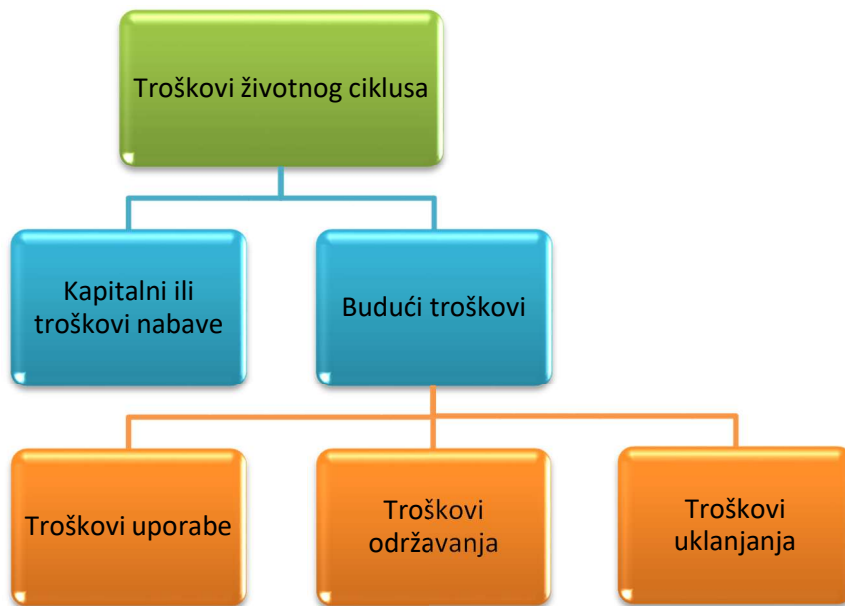 Troškovi životnog ciklusa
Kapitalni ili
troškovi nabave
Budući troškovi
Troškovi uporabe
Troškovi
održavanja
Troškovi
uklanjanja